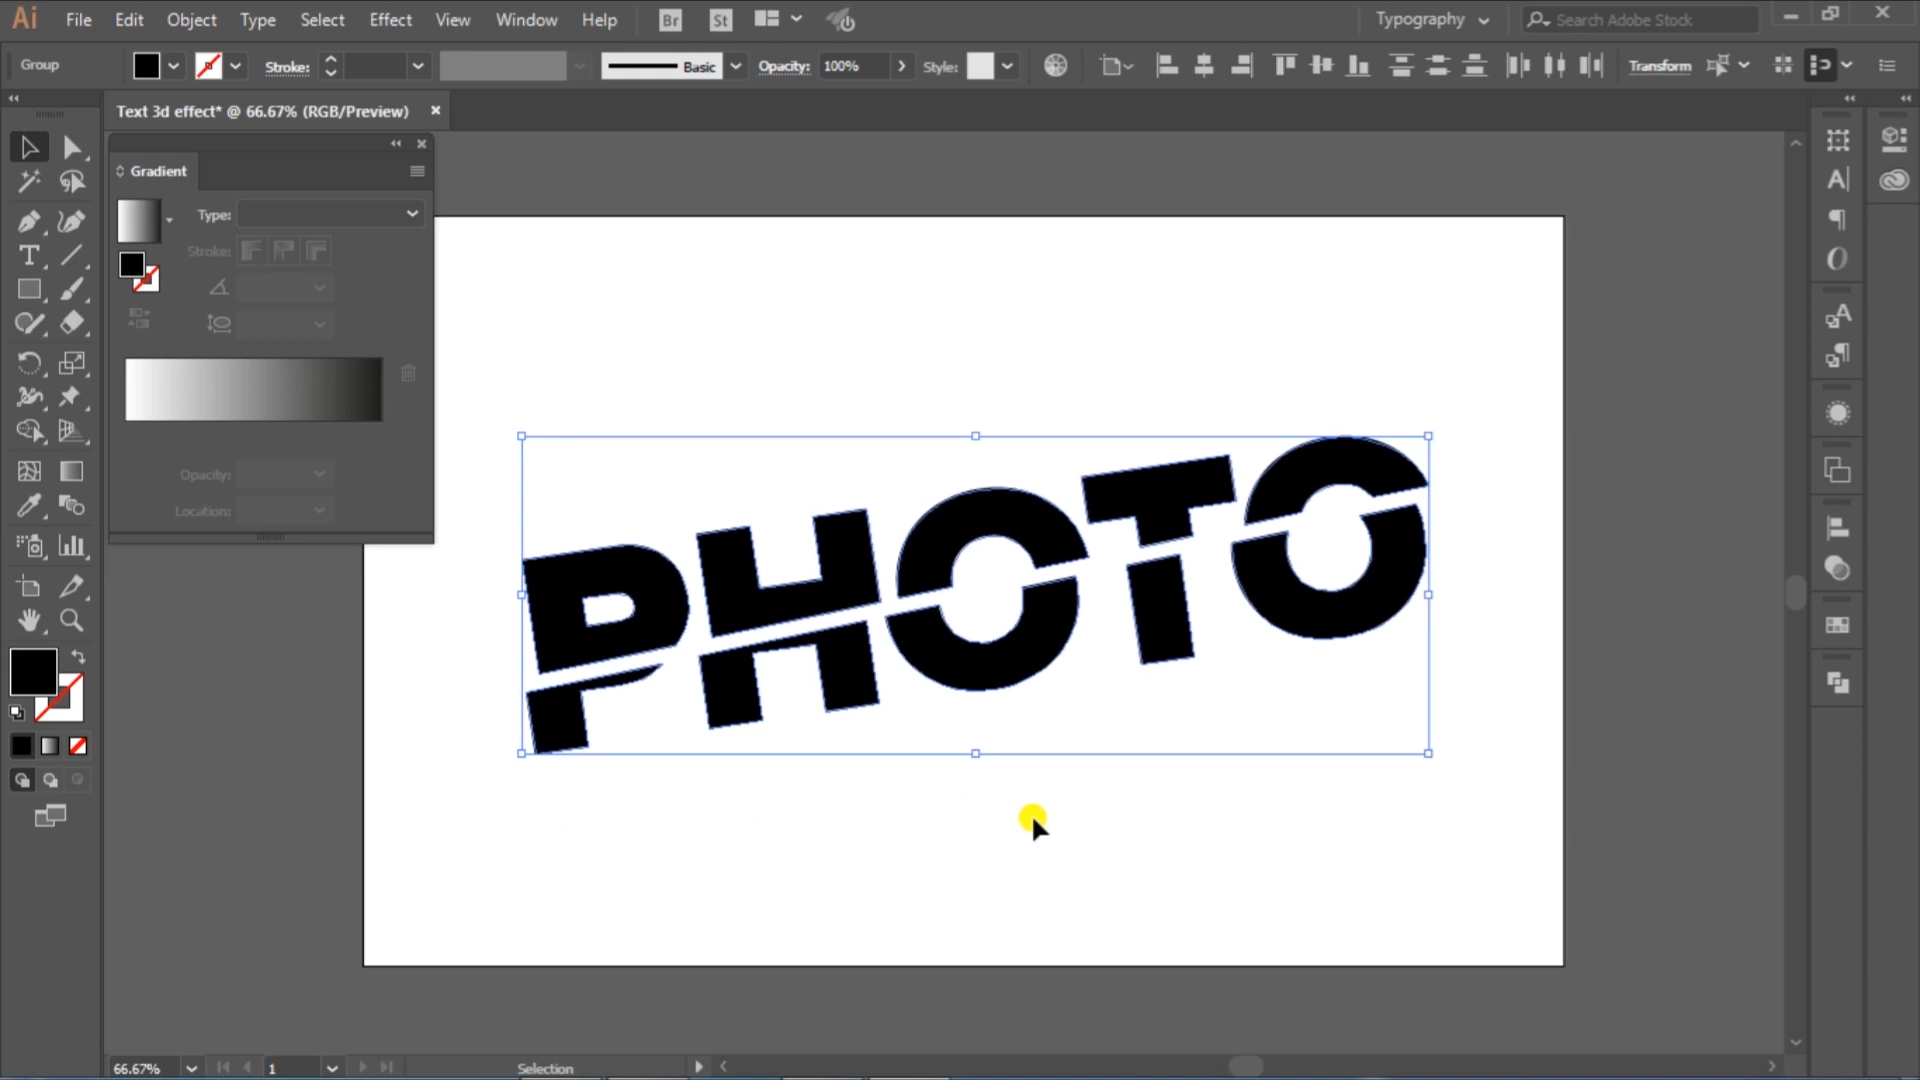 Ai File Edit Object Type Select Effect View Window Help Br St Typography Search Adobe Stock
Group Stroke: Basic Opacity: 100% Style: Transform
Text 3d effect* @ 66.67% (RGB/Preview)
Gradient
Type:
Stroke:
Opacity:
Location:
PHOTO
66.67% 1 Selection